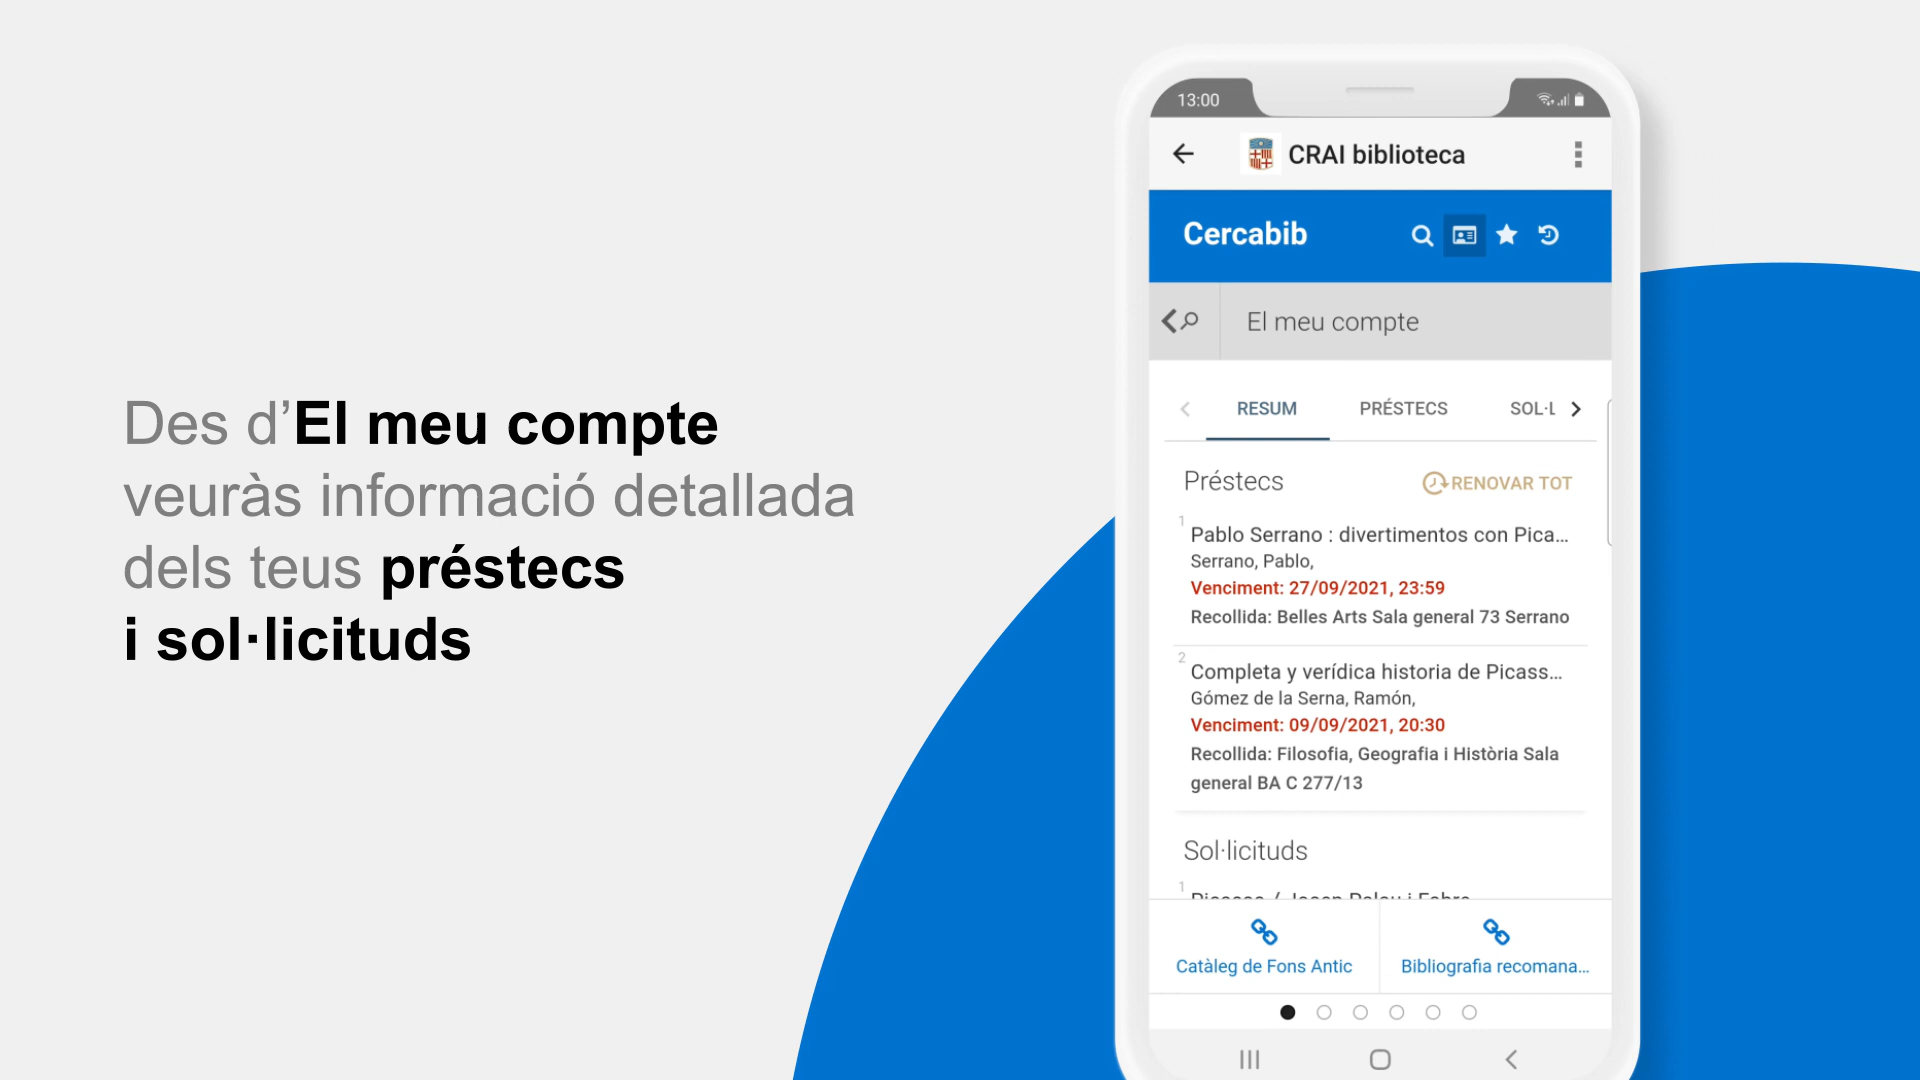 Des d’El meu compte
veuràs informació detallada
dels teus préstecs
i sol·licituds
13:00
CRAI biblioteca
Cercabib
El meu compte
RESUM PRÉSTECS SOL·L
Préstecs RENOVAR TOT
1
Pablo Serrano : divertimentos con Pica...
Serrano, Pablo,
Venciment: 27/09/2021, 23:59
Recollida: Belles Arts Sala general 73 Serrano
2
Completa y verídica historia de Picass...
Gómez de la Serna, Ramón,
Venciment: 09/09/2021, 20:30
Recollida: Filosofia, Geografia i Història Sala
general BA C 277/13
Sol·licituds
1
Picasso / Josep Palau i Fabre
Catàleg de Fons Antic
Bibliografia recomana...